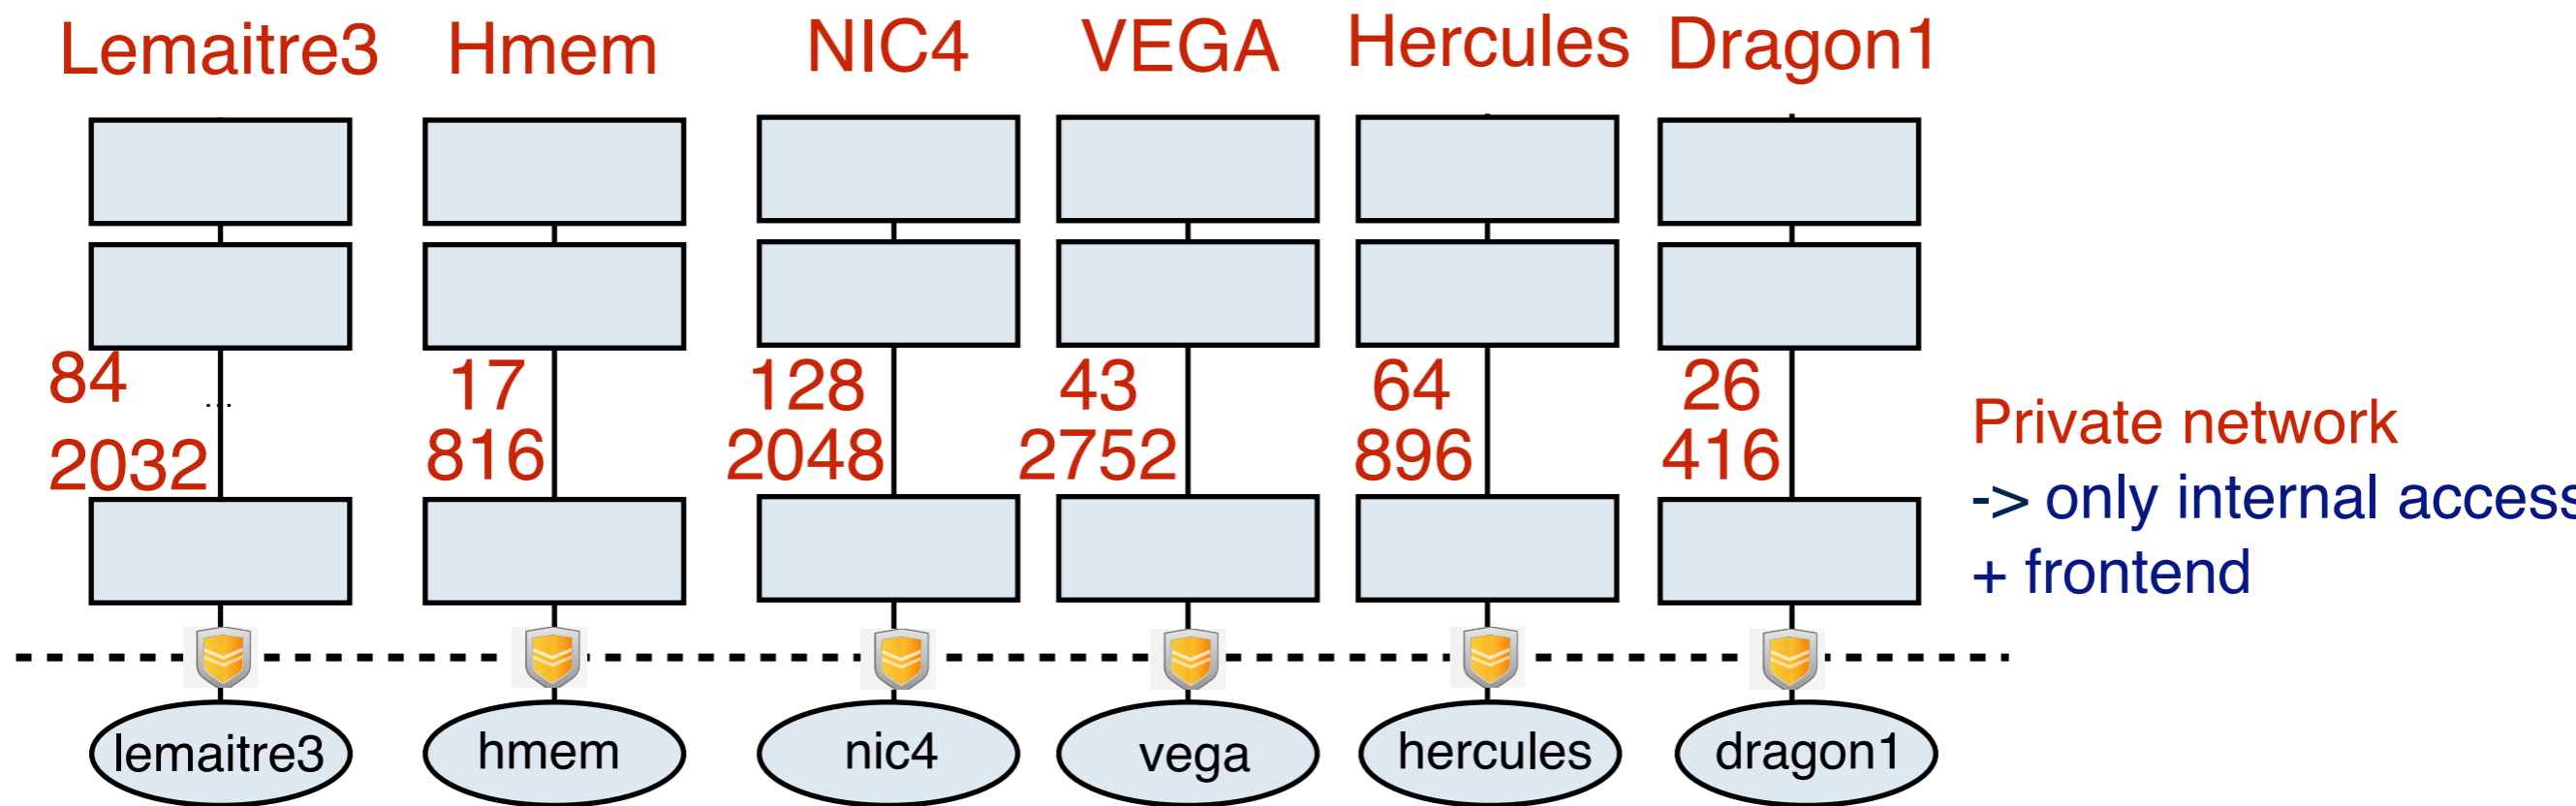 Lemaitre3
Hmem
NIC4
VEGA
Hercules
Dragon1
84
...
2032
17
816
128
2048
43
2752
64
896
26
416
Private network
-> only internal access
+ frontend
lemaitre3
hmem
nic4
vega
hercules
dragon1